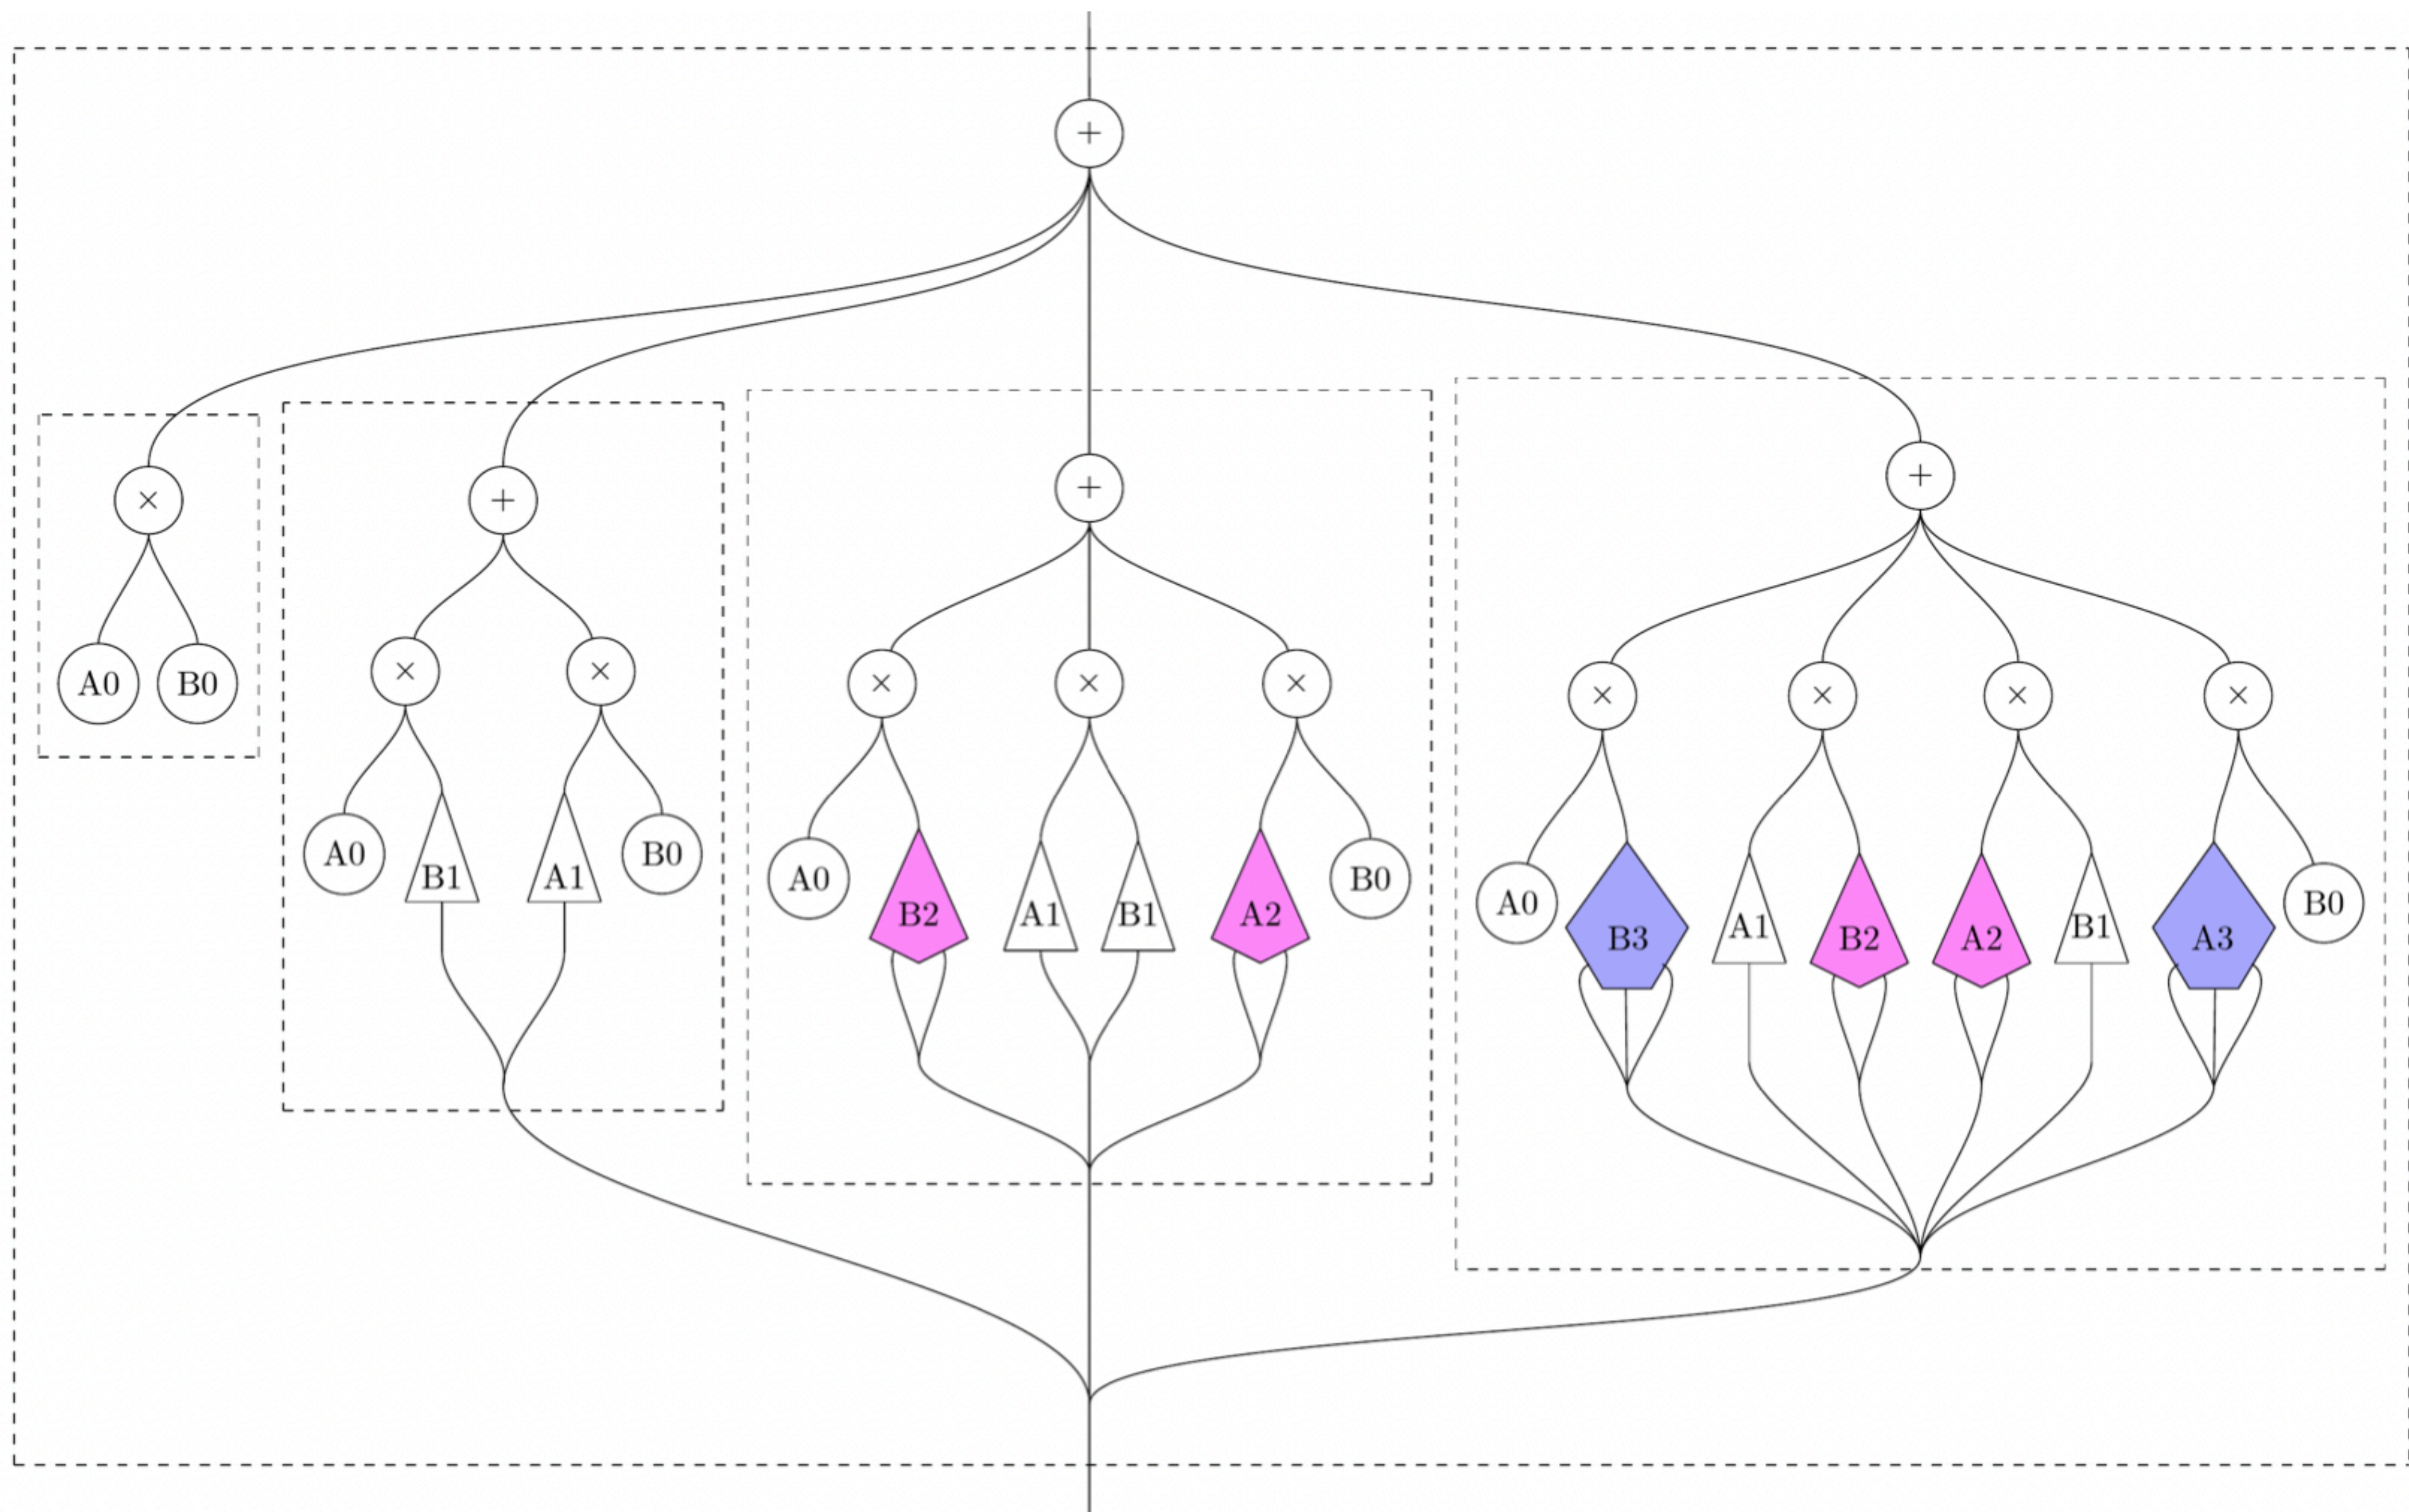 +
× + + +
A0 B0
× ×
A0 B1 A1 B0
× × ×
A0 B2 A1 B1 A2 B0
× × × ×
A0 B3 A1 B2 A2 B1 A3 B0